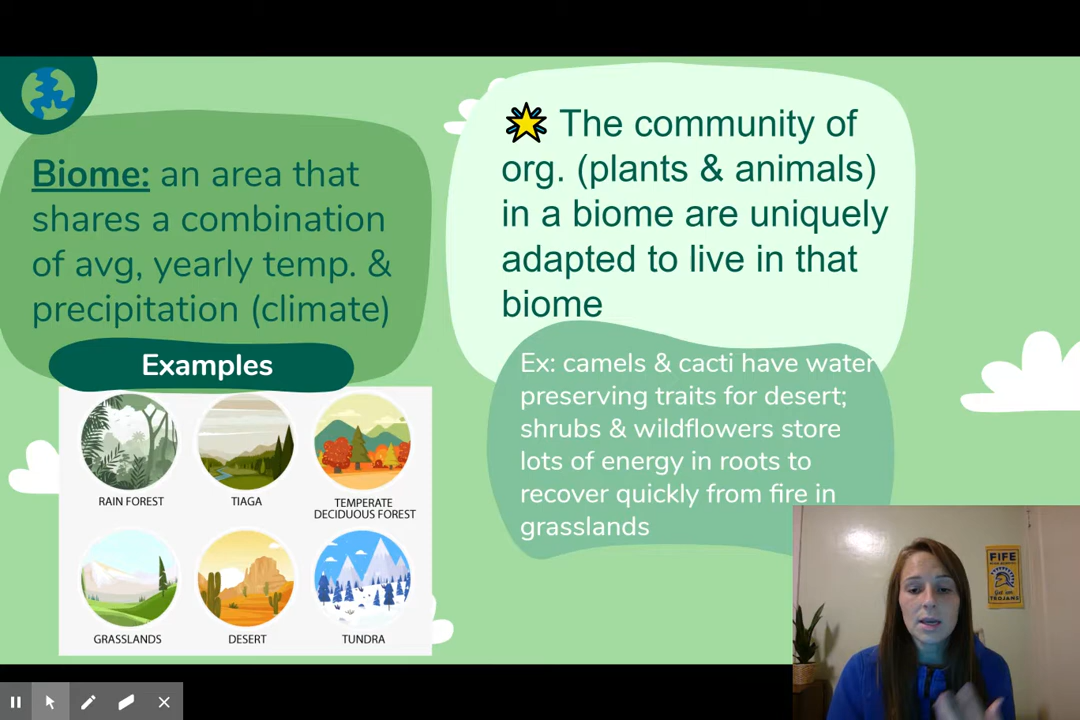 Biome: an area that
shares a combination
of avg, yearly temp. &
precipitation (climate)
Examples
RAIN FOREST
TIAGA
TEMPERATE
DECIDUOUS FOREST
GRASSLANDS
DESERT
TUNDRA
The community of
org. (plants & animals)
in a biome are uniquely
adapted to live in that
biome
Ex: camels & cacti have water
preserving traits for desert;
shrubs & wildflowers store
lots of energy in roots to
recover quickly from fire in
grasslands
FIFE
TROJANS